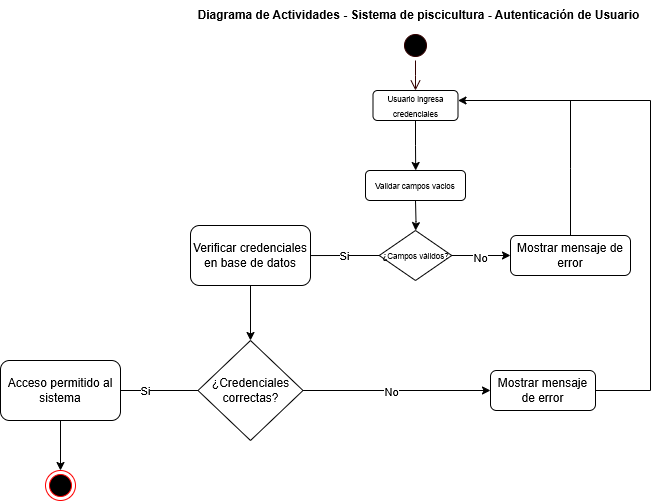 Diagrama de Actividades - Sistema de piscicultura - Autenticación de Usuario
Usuario ingresa
credenciales
Validar campos vacios
¿Campos válidos?
Si
No
Verificar credenciales
en base de datos
Mostrar mensaje de
error
¿Credenciales
correctas?
Si
No
Acceso permitido al
sistema
Mostrar mensaje
de error